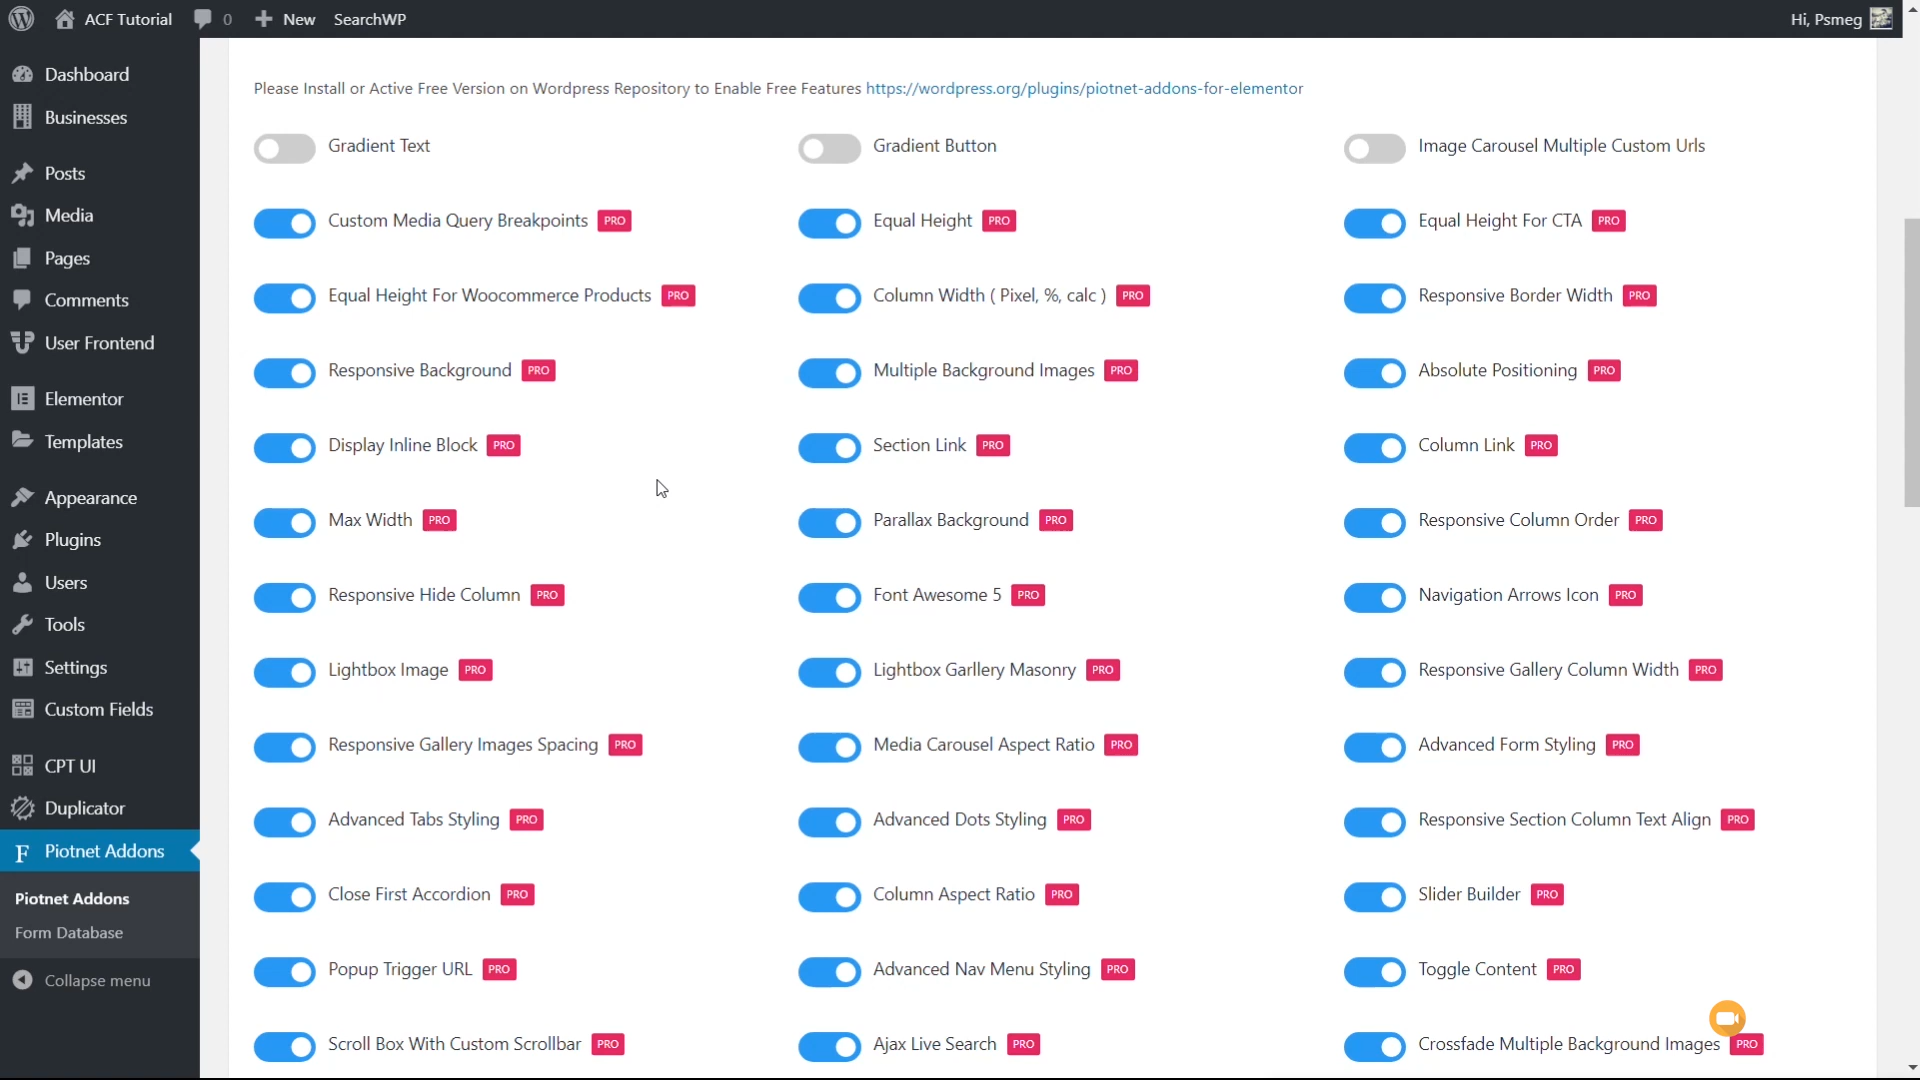 ACF Tutorial
0
New
SearchWP
Hi, Psmeg
Dashboard
Businesses
Posts
Media
Pages
Comments
User Frontend
Elementor
Templates
Appearance
Plugins
Users
Tools
Settings
Custom Fields
CPT UI
Duplicator
Piotnet Addons
Piotnet Addons
Form Database
Collapse menu
Please Install or Active Free Version on Wordpress Repository to Enable Free Features https://wordpress.org/plugins/piotnet-addons-for-elementor
Gradient Text
Gradient Button
Image Carousel Multiple Custom Urls
Custom Media Query Breakpoints PRO
Equal Height PRO
Equal Height For CTA PRO
Equal Height For Woocommerce Products PRO
Column Width ( Pixel, %, calc ) PRO
Responsive Border Width PRO
Responsive Background PRO
Multiple Background Images PRO
Absolute Positioning PRO
Display Inline Block PRO
Section Link PRO
Column Link PRO
Max Width PRO
Parallax Background PRO
Responsive Column Order PRO
Responsive Hide Column PRO
Font Awesome 5 PRO
Navigation Arrows Icon PRO
Lightbox Image PRO
Lightbox Garllery Masonry PRO
Responsive Gallery Column Width PRO
Responsive Gallery Images Spacing PRO
Media Carousel Aspect Ratio PRO
Advanced Form Styling PRO
Advanced Tabs Styling PRO
Advanced Dots Styling PRO
Responsive Section Column Text Align PRO
Close First Accordion PRO
Column Aspect Ratio PRO
Slider Builder PRO
Popup Trigger URL PRO
Advanced Nav Menu Styling PRO
Toggle Content PRO
Scroll Box With Custom Scrollbar PRO
Ajax Live Search PRO
Crossfade Multiple Background Images PRO